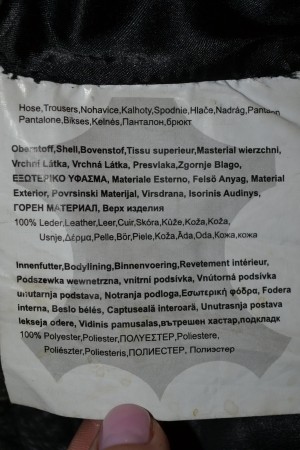 Hose,Trousers,Nohavice,Kalhoty,Spodnie,Hlače,Nadrág,Pantalon
Pantalone,Bikses,Kelnės,Панталон,брюкт
Oberstoff,Shell,Bovenstof,Tissu superieur,Masterial wierzchni,
Vrchní Látka, Vrchná Látka, Presvlaka,Zgornje Blago,
ΕΞΩΤΕΡΙΚΟ ΥΦΑΣΜΑ, Materiale Esterno, Felső Anyag, Material
Exterior, Povrsinski Materijal, Virsdrana, Isorinis Audinys,
ГОРЕН МАТЕРИАЛ, Верх изделия
100% Leder,Leather,Leer,Cuir,Skóra,Kůže,Koža,Koža,
Usnje,Δέρμα,Pelle,Bőr,Piele,Koža,Āda,Oda,Кожа,кожа
Innenfutter,Bodylining,Binnenvoering,Revetement intérieur,
Podszewka wewnetrzna, vnitrni podsivka, Vnútorná podsivka
unutarnja podstava, Notranja podloga,Εσωτερική φόδρα, Fodera
interna, Beslo bélés, Captusealã interoarã, Unutrasnja postava
Iekseja odere, Vidinis pamusalas,вътрешен хастар,подкладк
100% Polyester,Poliester,ΠΟΛΥΕΣΤΕΡ,Poliestere,
Poliészter,Poliesteris,ПОЛИЕСТЕР, Полиэстер